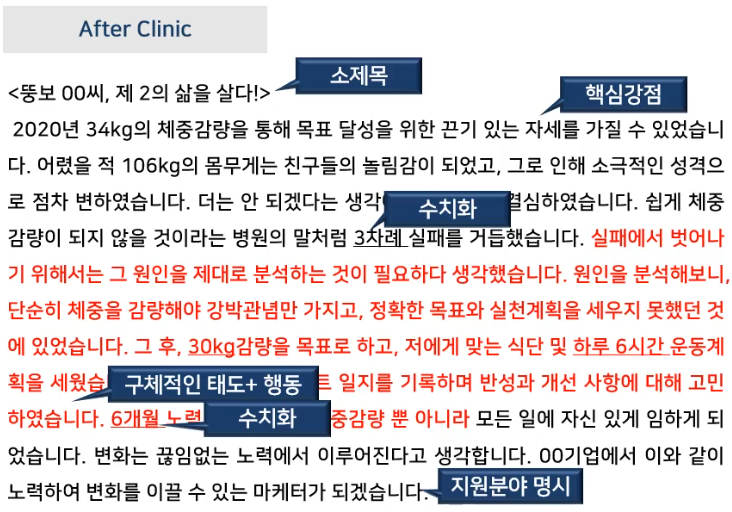 After Clinic
소제목
<뚱보 00씨, 제 2의 삶을 살다!>
핵심강점
2020년 34kg의 체중감량을 통해 목표 달성을 위한 끈기 있는 자세를 가질 수 있었습니
다. 어렸을 적 106kg의 몸무게는 친구들의 놀림감이 되었고, 그로 인해 소극적인 성격으
로 점차 변하였습니다. 더는 안 되겠다는 생각 결심하였습니다. 쉽게 체중
수치화
감량이 되지 않을 것이라는 병원의 말처럼 3차례 실패를 거듭했습니다. 실패에서 벗어나
기 위해서는 그 원인을 제대로 분석하는 것이 필요하다 생각했습니다. 원인을 분석해보니,
단순히 체중을 감량해야 강박관념만 가지고, 정확한 목표와 실천계획을 세우지 못했던 것
에 있었습니다. 그 후, 30kg감량을 목표로 하고, 저에게 맞는 식단 및 하루 6시간 운동계
획을 세웠습 트 일지를 기록하며 반성과 개선 사항에 대해 고민
구체적인 태도+ 행동
하였습니다. 6개월 노력 중감량 뿐 아니라 모든 일에 자신 있게 임하게 되
수치화
었습니다. 변화는 끊임없는 노력에서 이루어진다고 생각합니다. 00기업에서 이와 같이
노력하여 변화를 이끌 수 있는 마케터가 되겠습니다.
지원분야 명시